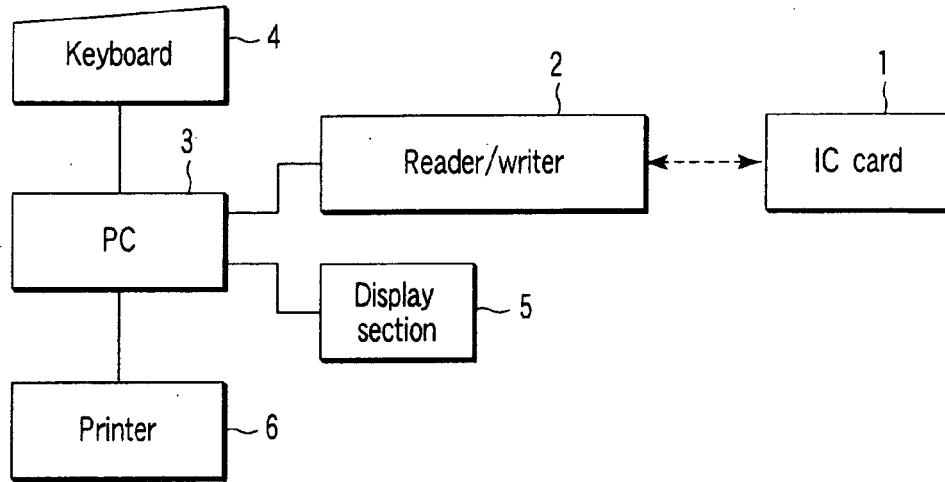 Keyboard
4
2
1
3
Reader/writer
IC card
PC
Display
section
5
Printer
6